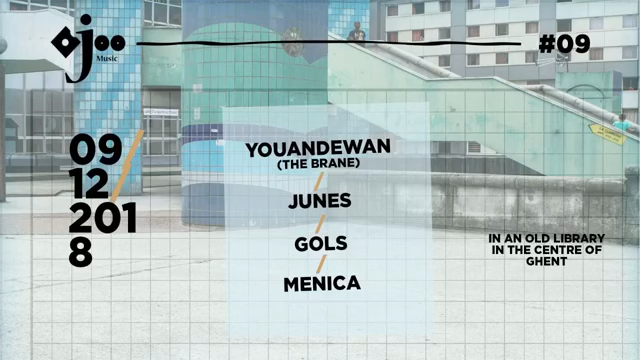 joo
Music
#09
09
12
201
8
YOUANDEWAN
(THE BRANE)
JUNES
GOLS
MENICA
IN AN OLD LIBRARY
IN THE CENTRE OF
GHENT